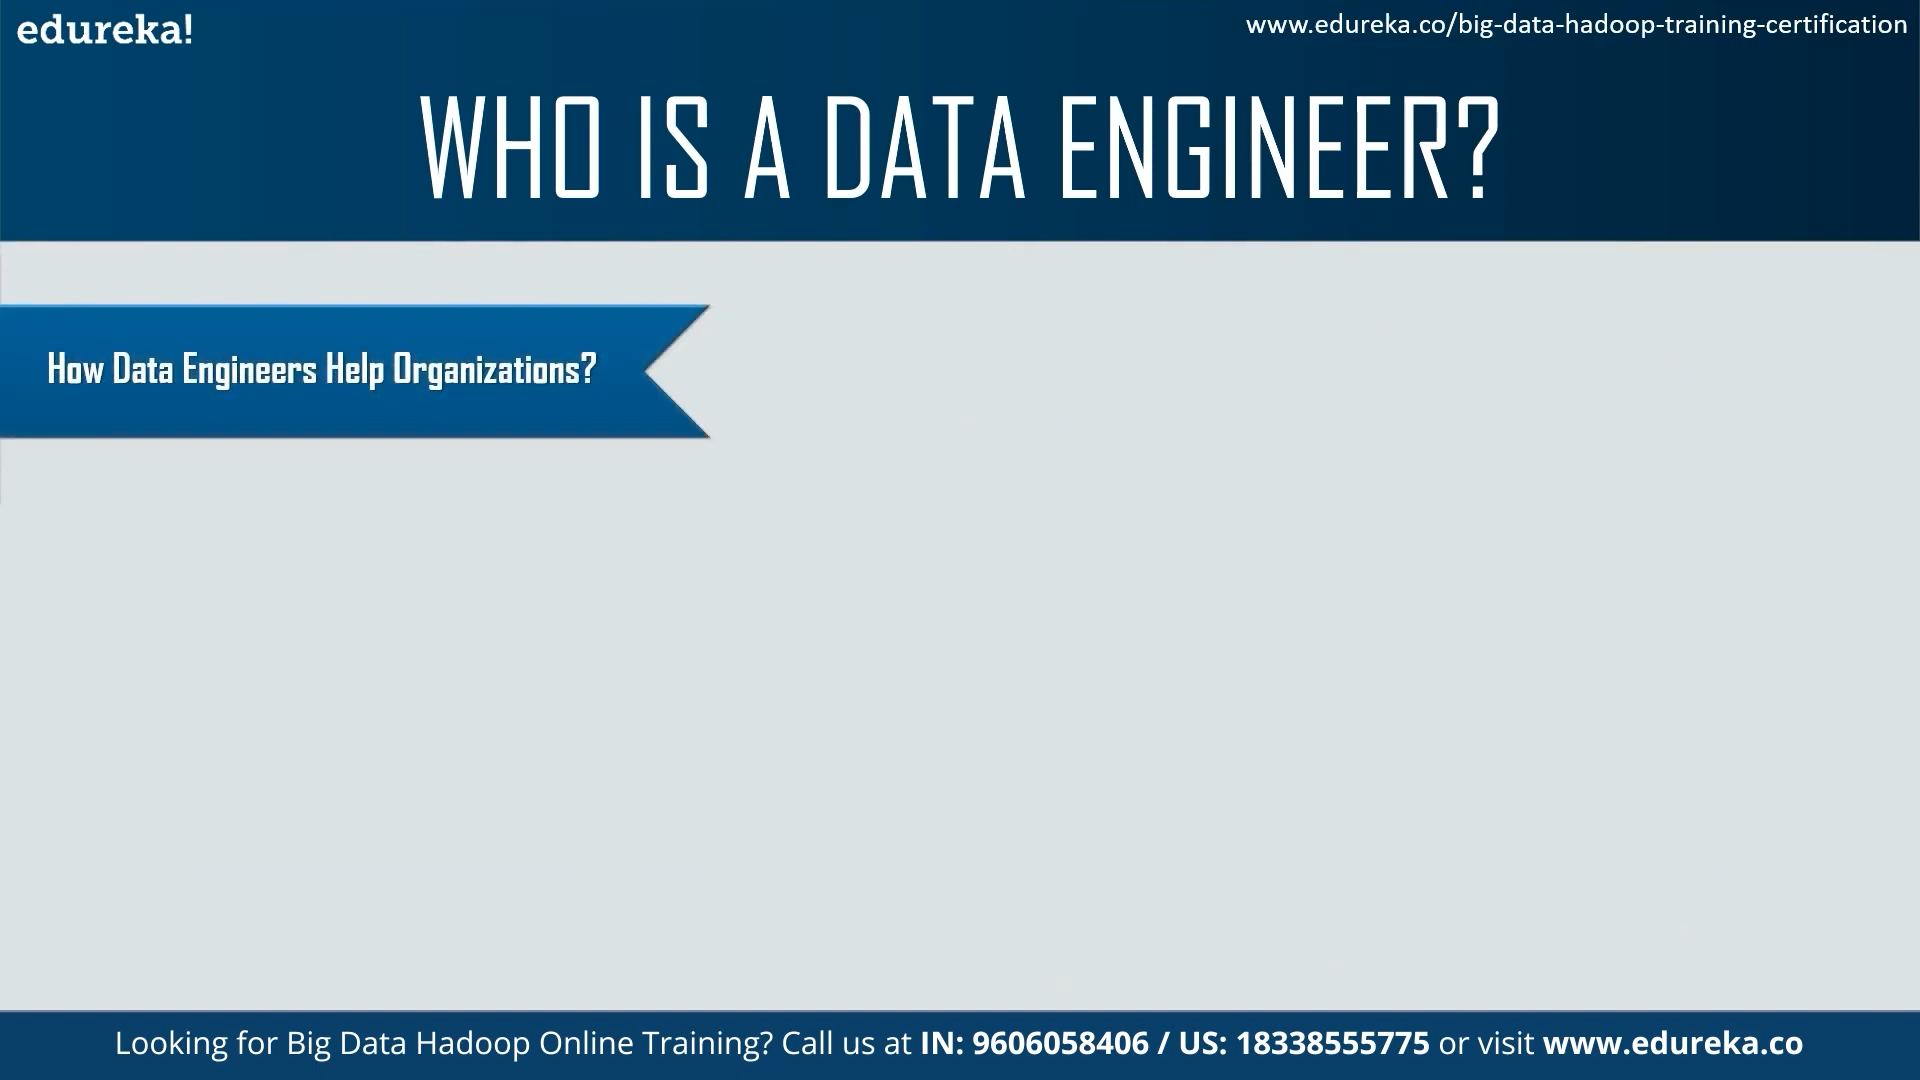 edureka!
www.edureka.co/big-data-hadoop-training-certification
WHO IS A DATA ENGINEER?
How Data Engineers Help Organizations?
Looking for Big Data Hadoop Online Training? Call us at IN: 9606058406 / US: 18338555775 or visit www.edureka.co